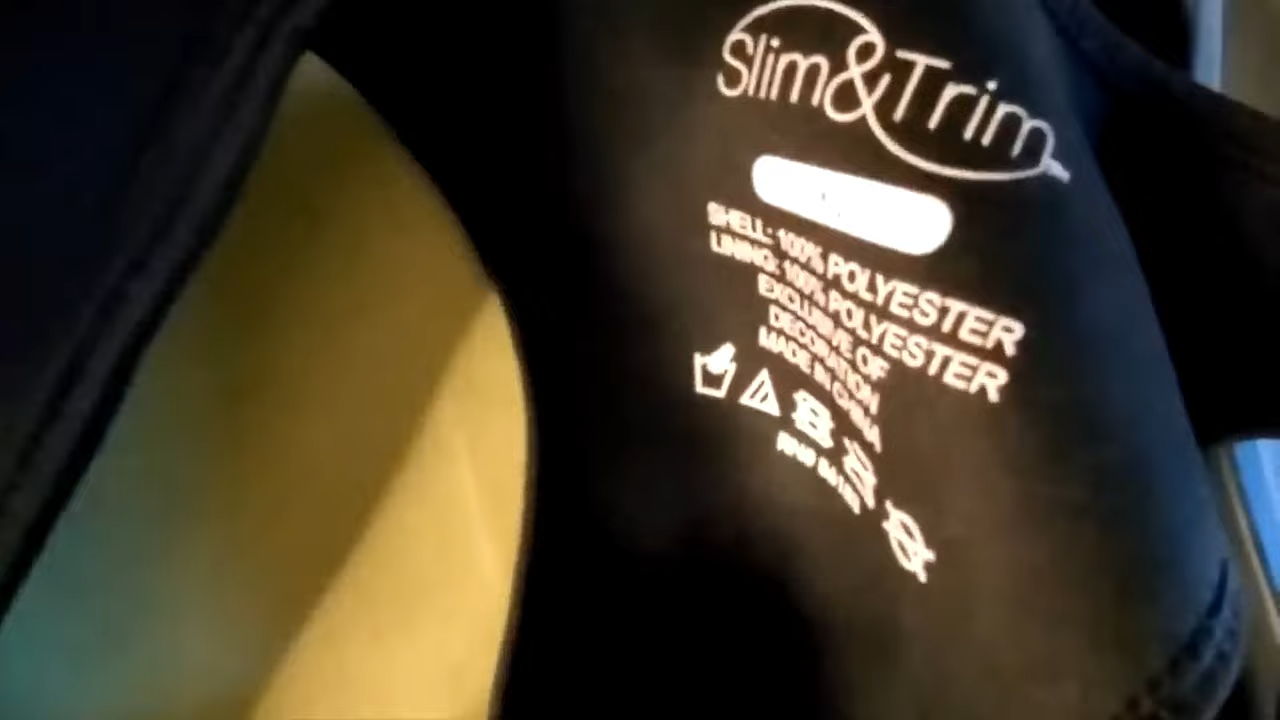 Slim&Trim
SHELL: 100% POLYESTER
LINING: 100% POLYESTER
EXCLUSIVE OF
DECORATION
MADE IN CHINA